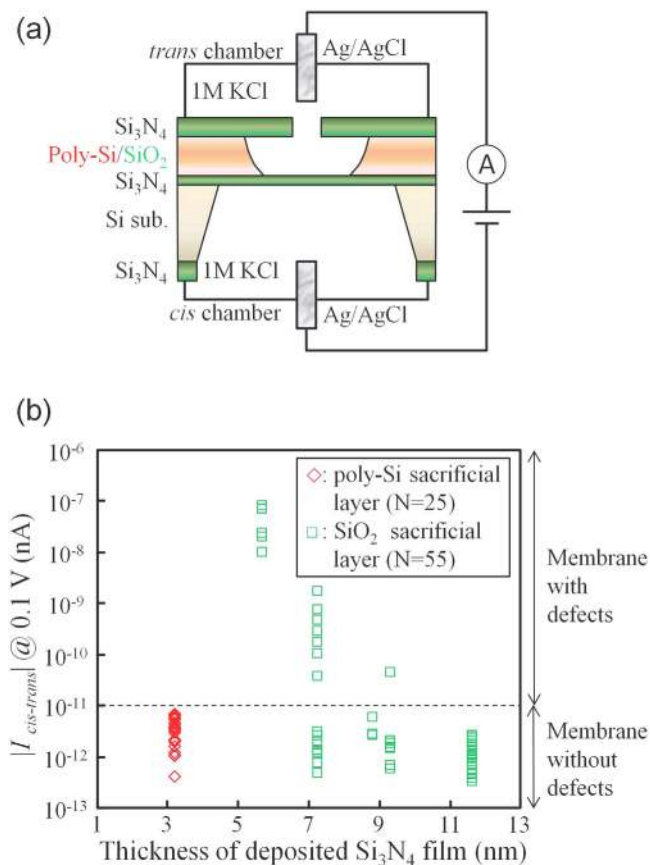 (a)
trans chamber
Ag/AgCl
1M KCl
Si₃N₄
Poly-Si/SiO₂
Si₃N₄
A
Si sub.
Si₃N₄
1M KCl
cis chamber
Ag/AgCl
(b)
10⁻⁶
10⁻⁷
10⁻⁸
10⁻⁹
10⁻¹⁰
10⁻¹¹
10⁻¹²
10⁻¹³
|I cis-trans| @ 0.1 V (nA)
◇: poly-Si sacrificial
layer (N=25)
□: SiO₂ sacrificial
layer (N=55)
Membrane
with
defects
Membrane
without
defects
1 3 5 7 9 11 13
Thickness of deposited Si₃N₄ film (nm)